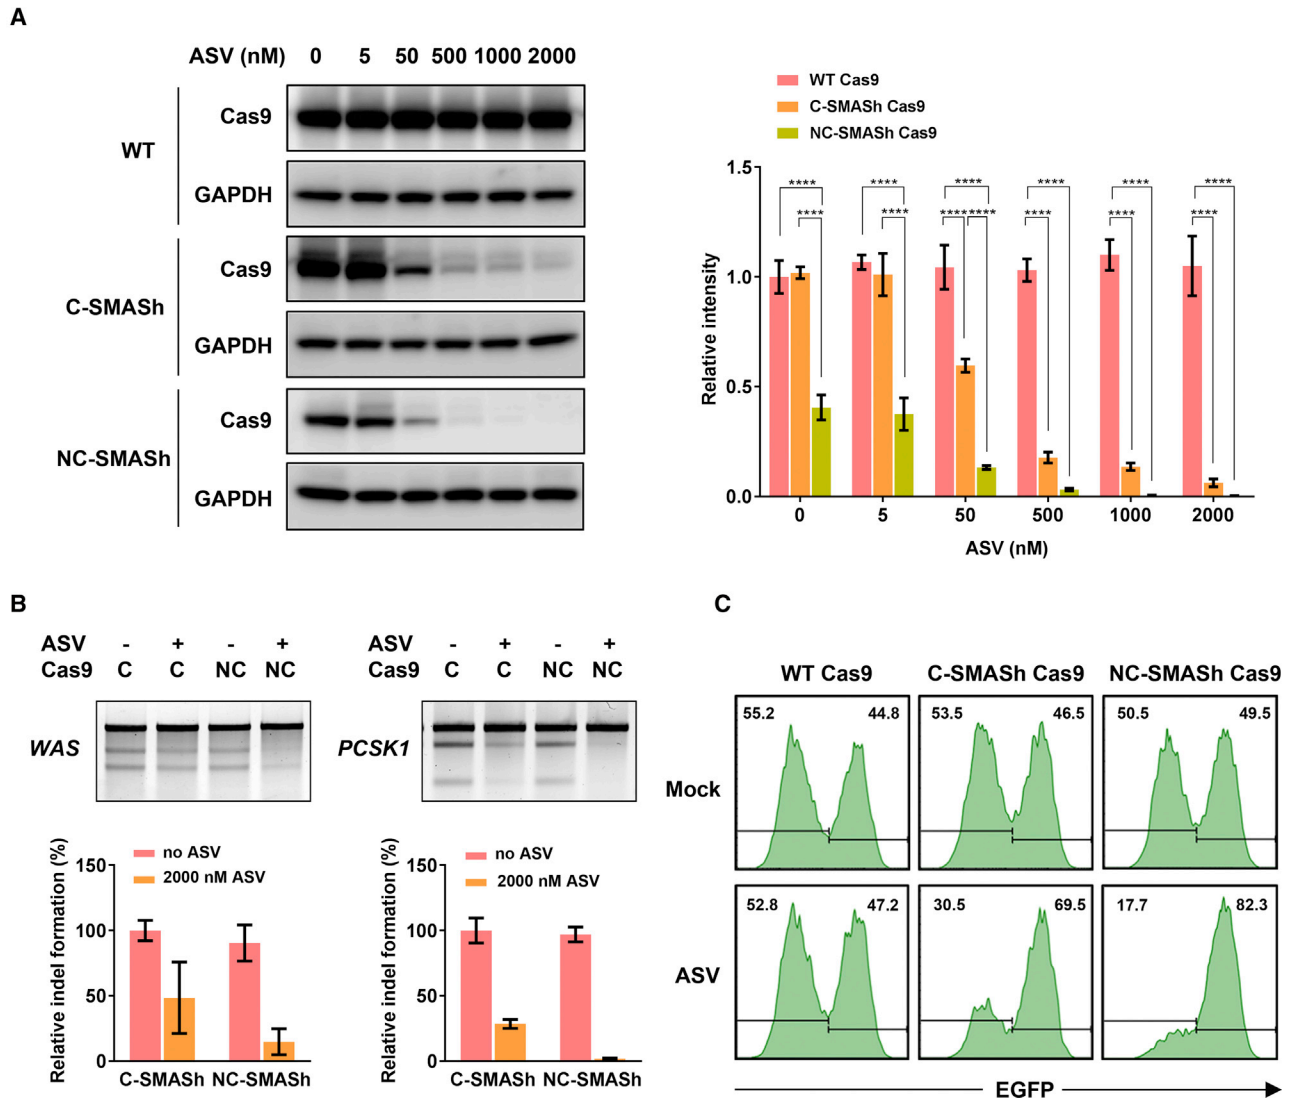 A
ASV (nM) 0 5 50 500 1000 2000
WT
Cas9
GAPDH
C-SMASh
Cas9
GAPDH
NC-SMASh
Cas9
GAPDH
WT Cas9
C-SMASh Cas9
NC-SMASh Cas9
Relative intensity
1.5
1.0
0.5
0.0
**** **** **** **** **** ****
**** **** **** **** **** **** ****
0 5 50 500 1000 2000
ASV (nM)
B
ASV - + - +
Cas9 C C NC NC
WAS
Relative indel formation (%)
no ASV
2000 nM ASV
150
100
50
0
C-SMASh NC-SMASh
ASV - + - +
Cas9 C C NC NC
PCSK1
Relative indel formation (%)
no ASV
2000 nM ASV
150
100
50
0
C-SMASh NC-SMASh
C
WT Cas9 C-SMASh Cas9 NC-SMASh Cas9
Mock
55.2 44.8 53.5 46.5 50.5 49.5
ASV
52.8 47.2 30.5 69.5 17.7 82.3
EGFP